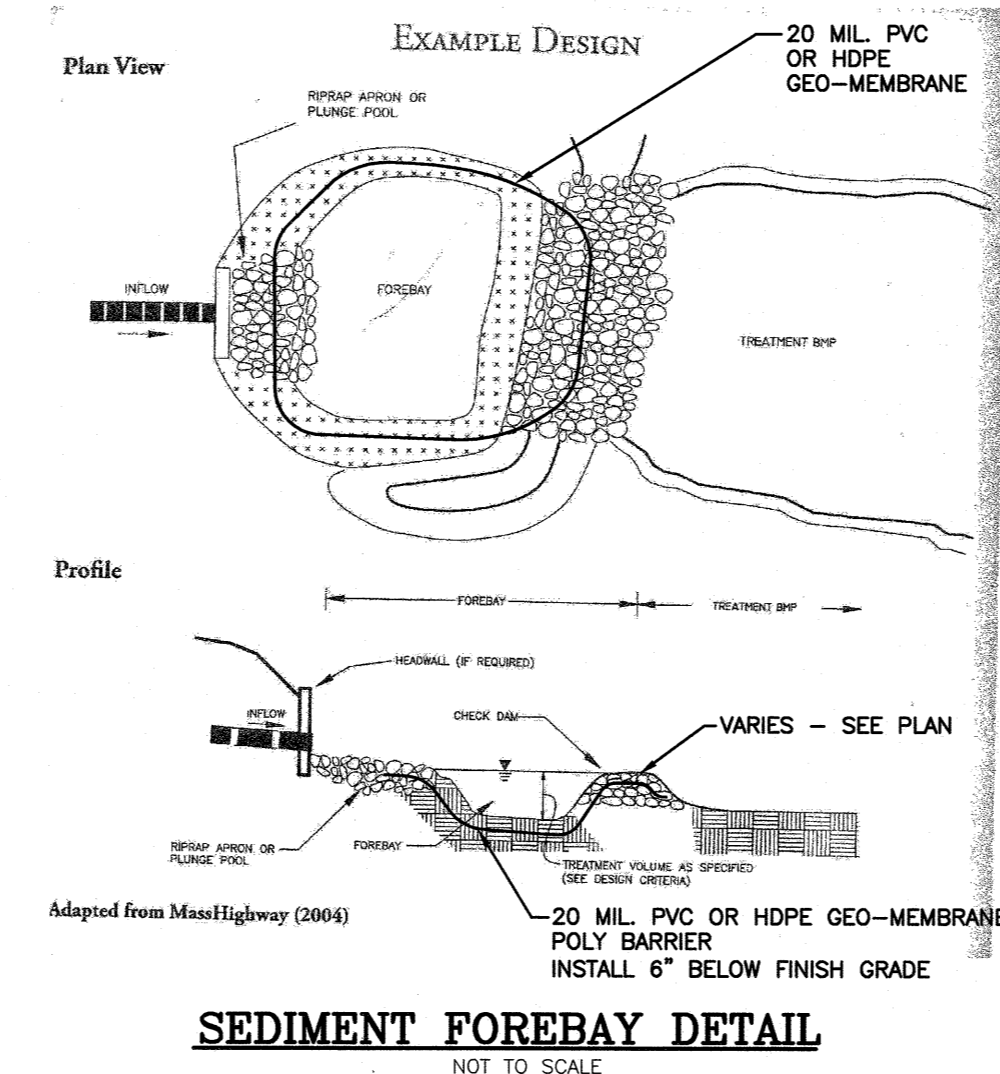 EXAMPLE DESIGN
20 MIL. PVC
OR HDPE
GEO-MEMBRANE
Plan View
RIPRAP APRON OR
PLUNGE POOL
INFLOW
FOREBAY
TREATMENT BMP
Profile
FOREBAY
TREATMENT BMP
HEADWALL (IF REQUIRED)
INFLOW
CHECK DAM
VARIES - SEE PLAN
RIPRAP APRON OR
PLUNGE POOL
FOREBAY
TREATMENT VOLUME AS SPECIFIED
(SEE DESIGN CRITERIA)
Adapted from MassHighway (2004)
20 MIL. PVC OR HDPE GEO-MEMBRANE
POLY BARRIER
INSTALL 6" BELOW FINISH GRADE
SEDIMENT FOREBAY DETAIL
NOT TO SCALE